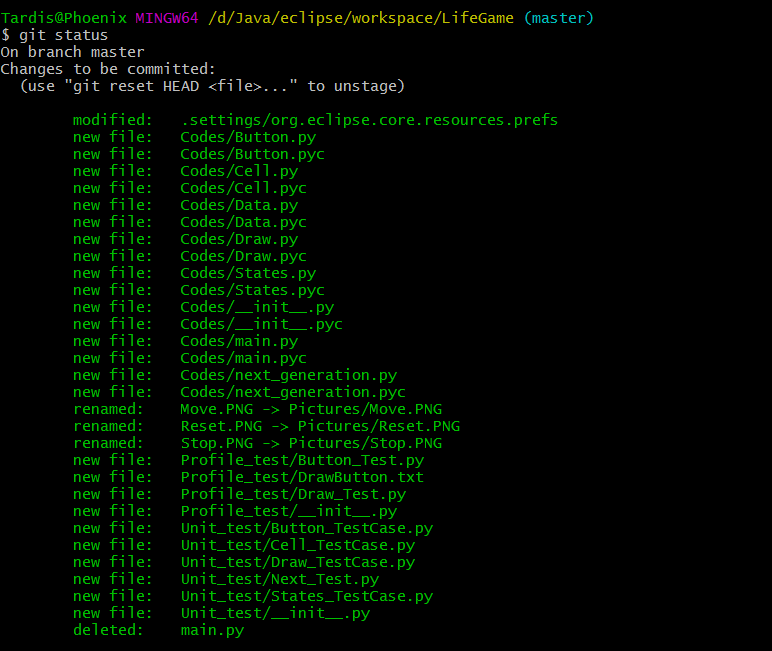 Tardis@Phoenix MINGW64 /d/Java/eclipse/workspace/LifeGame (master)
$ git status
On branch master
Changes to be committed:
  (use "git reset HEAD <file>..." to unstage)

        modified:   .settings/org.eclipse.core.resources.prefs
        new file:   Codes/Button.py
        new file:   Codes/Button.pyc
        new file:   Codes/Cell.py
        new file:   Codes/Cell.pyc
        new file:   Codes/Data.py
        new file:   Codes/Data.pyc
        new file:   Codes/Draw.py
        new file:   Codes/Draw.pyc
        new file:   Codes/States.py
        new file:   Codes/States.pyc
        new file:   Codes/__init__.py
        new file:   Codes/__init__.pyc
        new file:   Codes/main.py
        new file:   Codes/main.pyc
        new file:   Codes/next_generation.py
        new file:   Codes/next_generation.pyc
        renamed:    Move.PNG -> Pictures/Move.PNG
        renamed:    Reset.PNG -> Pictures/Reset.PNG
        renamed:    Stop.PNG -> Pictures/Stop.PNG
        new file:   Profile_test/Button_Test.py
        new file:   Profile_test/DrawButton.txt
        new file:   Profile_test/Draw_Test.py
        new file:   Profile_test/__init__.py
        new file:   Unit_test/Button_TestCase.py
        new file:   Unit_test/Cell_TestCase.py
        new file:   Unit_test/Draw_TestCase.py
        new file:   Unit_test/Next_Test.py
        new file:   Unit_test/States_TestCase.py
        new file:   Unit_test/__init__.py
        deleted:    main.py